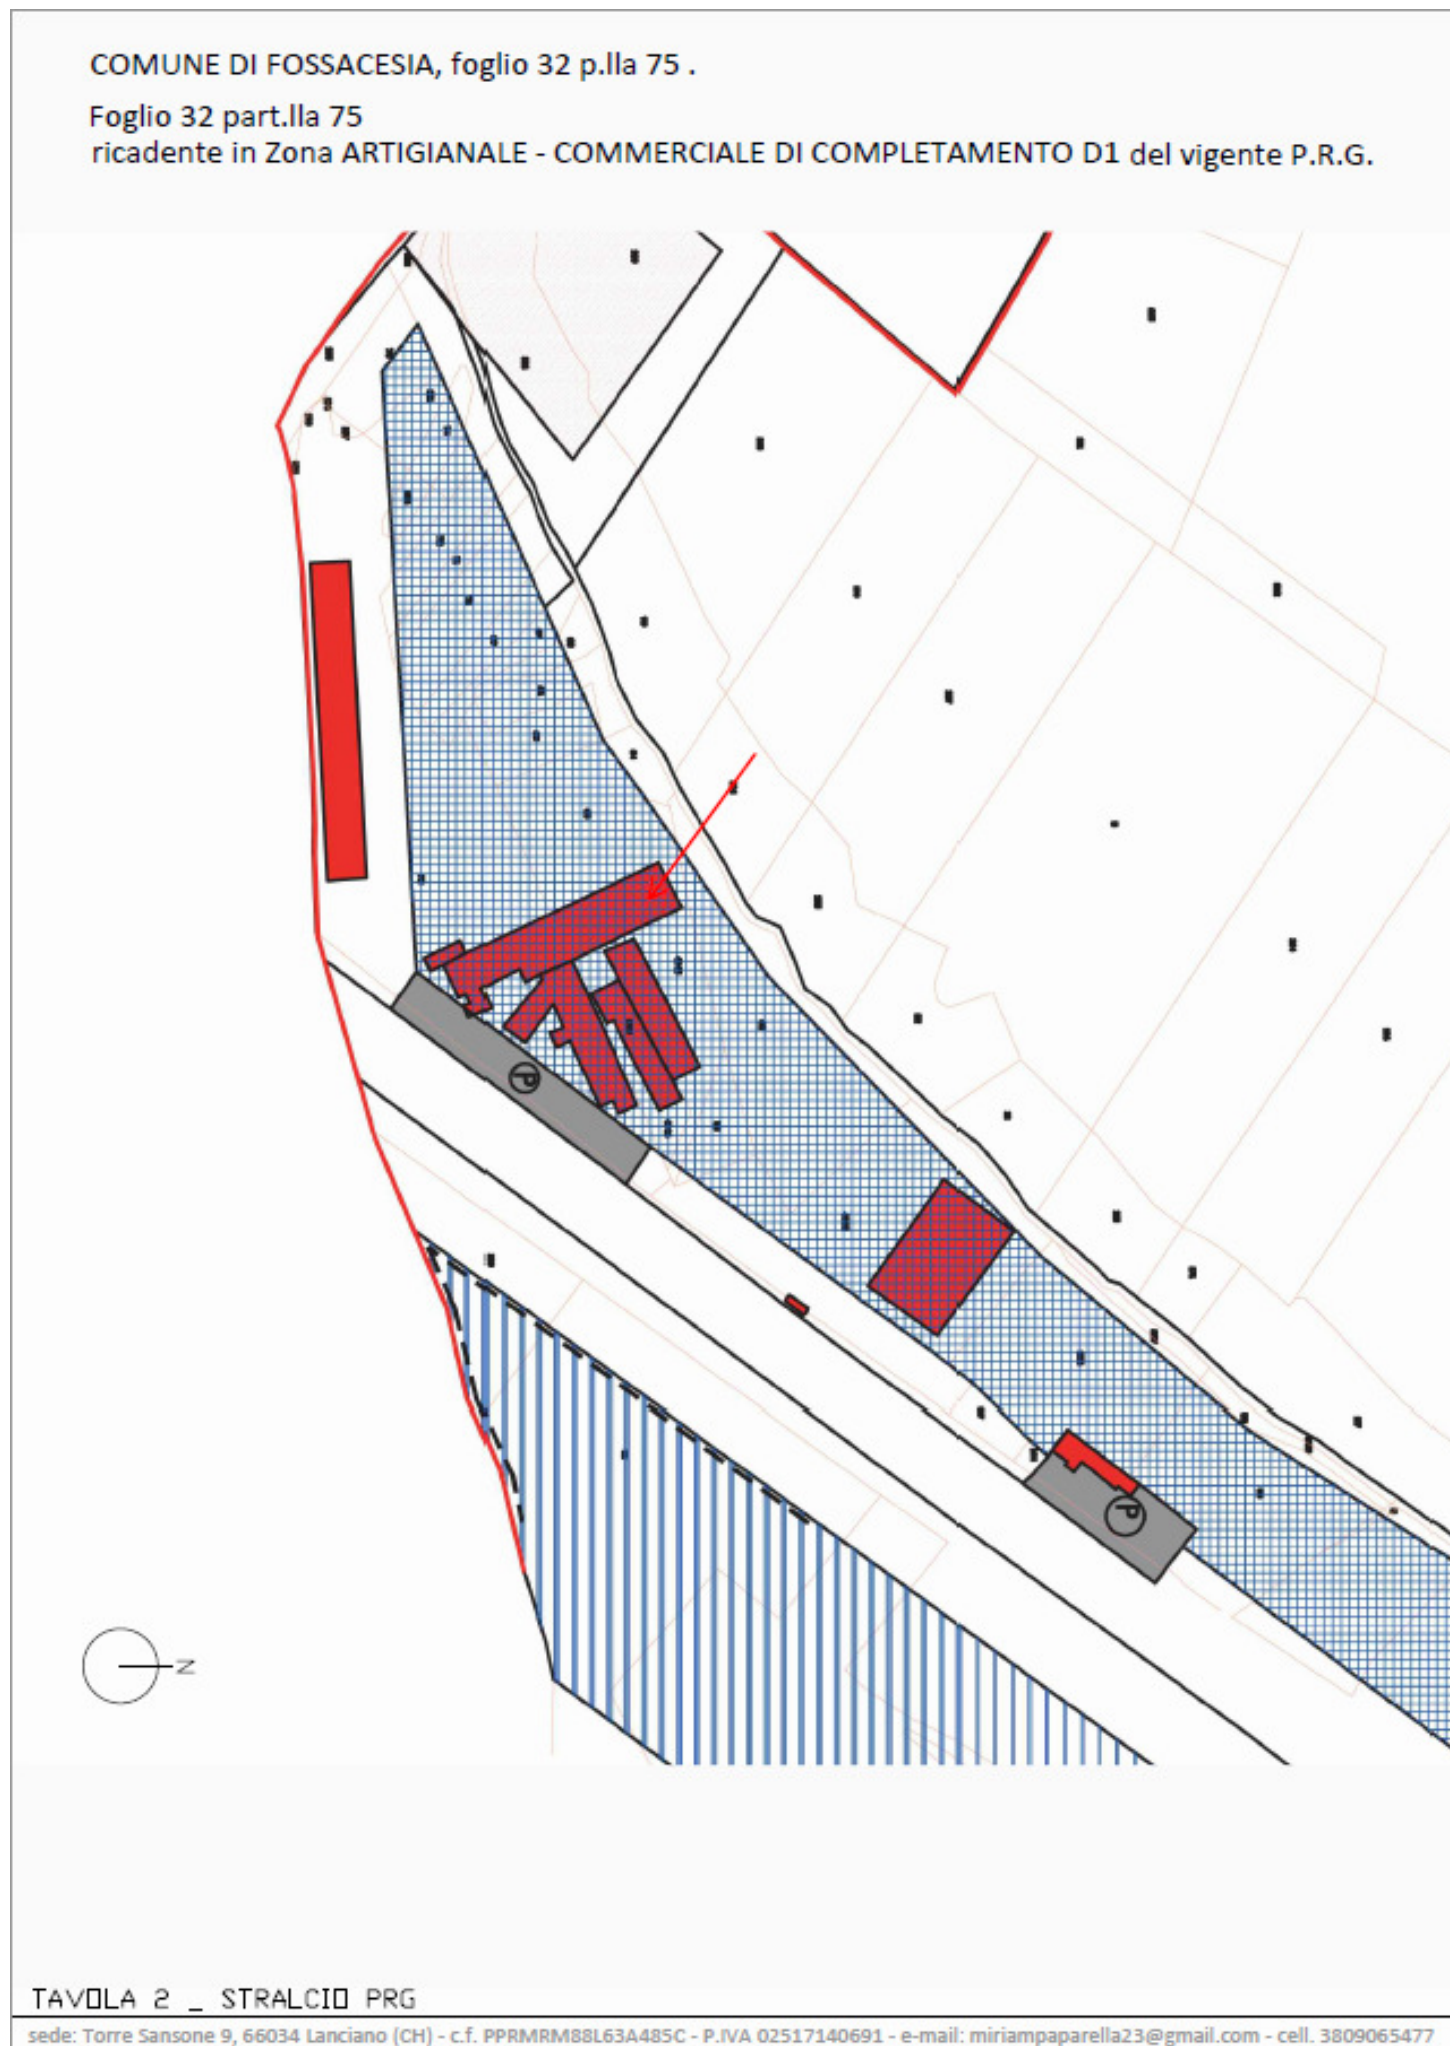 COMUNE DI FOSSACESIA, foglio 32 p.lla 75 .
Foglio 32 part.lla 75
ricadente in Zona ARTIGIANALE - COMMERCIALE DI COMPLETAMENTO D1 del vigente P.R.G.
P
P
N
TAVOLA 2 _ STRALCIO PRG
sede: Torre Sansone 9, 66034 Lanciano (CH) - c.f. PPRMRM88L63A485C - P.IVA 02517140691 - e-mail: miriampaparella23@gmail.com - cell. 3809065477